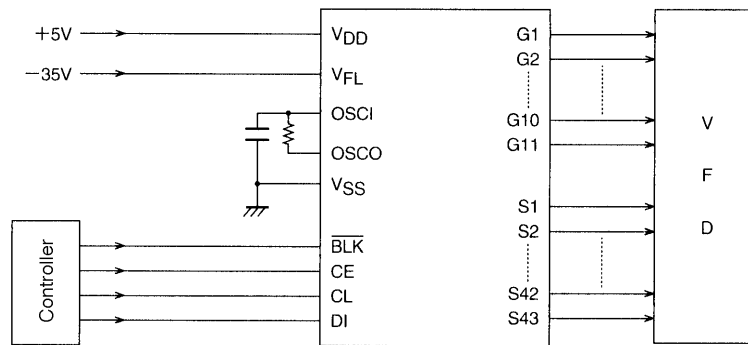 +5V
VDD
−35V
VFL
OSCI
OSCO
VSS
Controller
BLK
CE
CL
DI
G1
G2
G10
G11
S1
S2
S42
S43
V
F
D